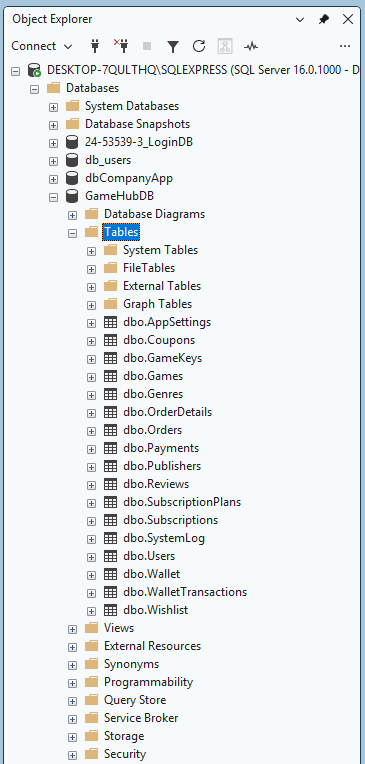 Object Explorer
Connect
DESKTOP-7QULTHQ\SQLEXPRESS (SQL Server 16.0.1000 - D
Databases
System Databases
Database Snapshots
24-53539-3_LoginDB
db_users
dbCompanyApp
GameHubDB
Database Diagrams
Tables
System Tables
FileTables
External Tables
Graph Tables
dbo.AppSettings
dbo.Coupons
dbo.GameKeys
dbo.Games
dbo.Genres
dbo.OrderDetails
dbo.Orders
dbo.Payments
dbo.Publishers
dbo.Reviews
dbo.SubscriptionPlans
dbo.Subscriptions
dbo.SystemLog
dbo.Users
dbo.Wallet
dbo.WalletTransactions
dbo.Wishlist
Views
External Resources
Synonyms
Programmability
Query Store
Service Broker
Storage
Security